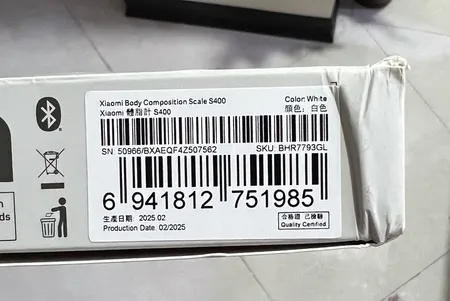 Xiaomi Body Composition Scale S400
Color: White
Xiaomi 體脂計 S400
顏色：白色
SN: 50966/BXAEQF4Z507562
SKU: BHR7793GL
6 941812 751985
生產日期: 2025.02
Production Date: 02/2025
合格證 已檢驗
Quality Certified